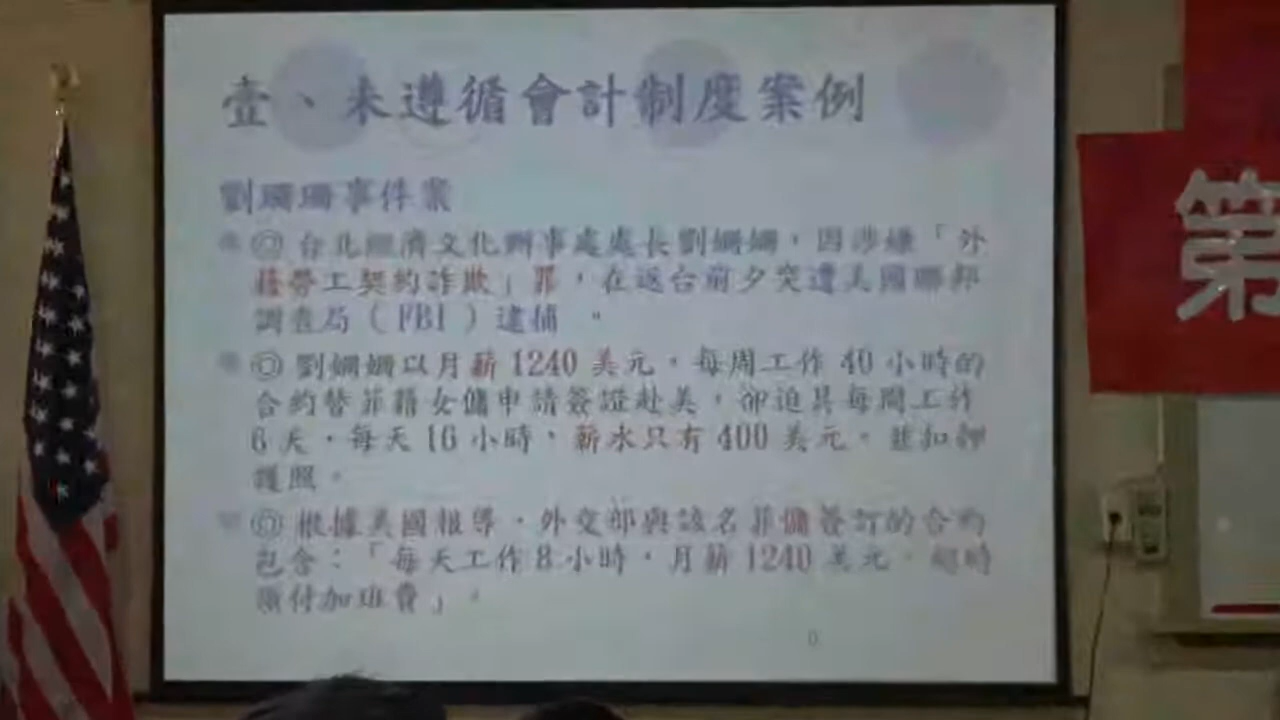 壹、未遵循會計制度案例
劉珊珊事件案
◎ 台北經濟文化辦事處處長劉姍姍，因涉嫌「外
籍勞工契約詐欺」罪，在返台前夕突遭美國聯邦
調查局（FBI）逮捕 。
◎ 劉姍姍以月薪 1240 美元，每周工作 40 小時的
合約替菲籍女傭申請簽證赴美，卻迫其每周工作
6 天，每天 16 小時，薪水只有 400 美元，並扣押
護照。
◎ 根據美國報導，外交部與該名菲傭簽訂的合約
包含：「每天工作 8 小時，月薪 1240 美元，超時
須付加班費」。
第